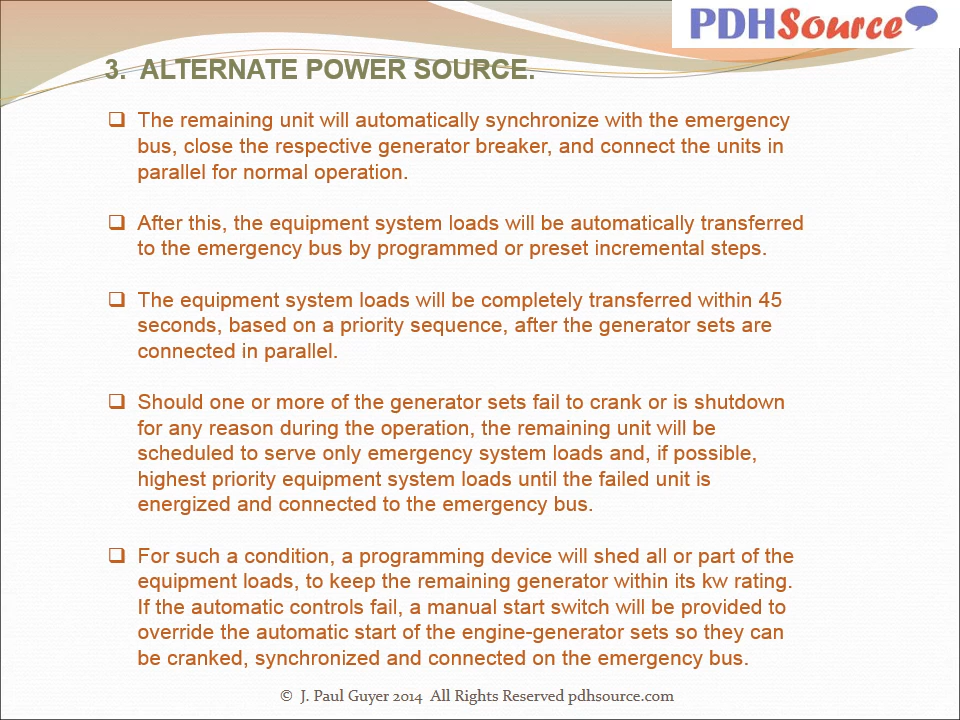 PDHSource
3. ALTERNATE POWER SOURCE.
❑ The remaining unit will automatically synchronize with the emergency
bus, close the respective generator breaker, and connect the units in
parallel for normal operation.
❑ After this, the equipment system loads will be automatically transferred
to the emergency bus by programmed or preset incremental steps.
❑ The equipment system loads will be completely transferred within 45
seconds, based on a priority sequence, after the generator sets are
connected in parallel.
❑ Should one or more of the generator sets fail to crank or is shutdown
for any reason during the operation, the remaining unit will be
scheduled to serve only emergency system loads and, if possible,
highest priority equipment system loads until the failed unit is
energized and connected to the emergency bus.
❑ For such a condition, a programming device will shed all or part of the
equipment loads, to keep the remaining generator within its kw rating.
If the automatic controls fail, a manual start switch will be provided to
override the automatic start of the engine-generator sets so they can
be cranked, synchronized and connected on the emergency bus.
© J. Paul Guyer 2014 All Rights Reserved pdhsource.com